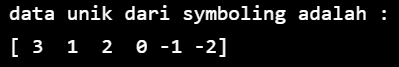 data unik dari symboling adalah :
[ 3  1  2  0 -1 -2]